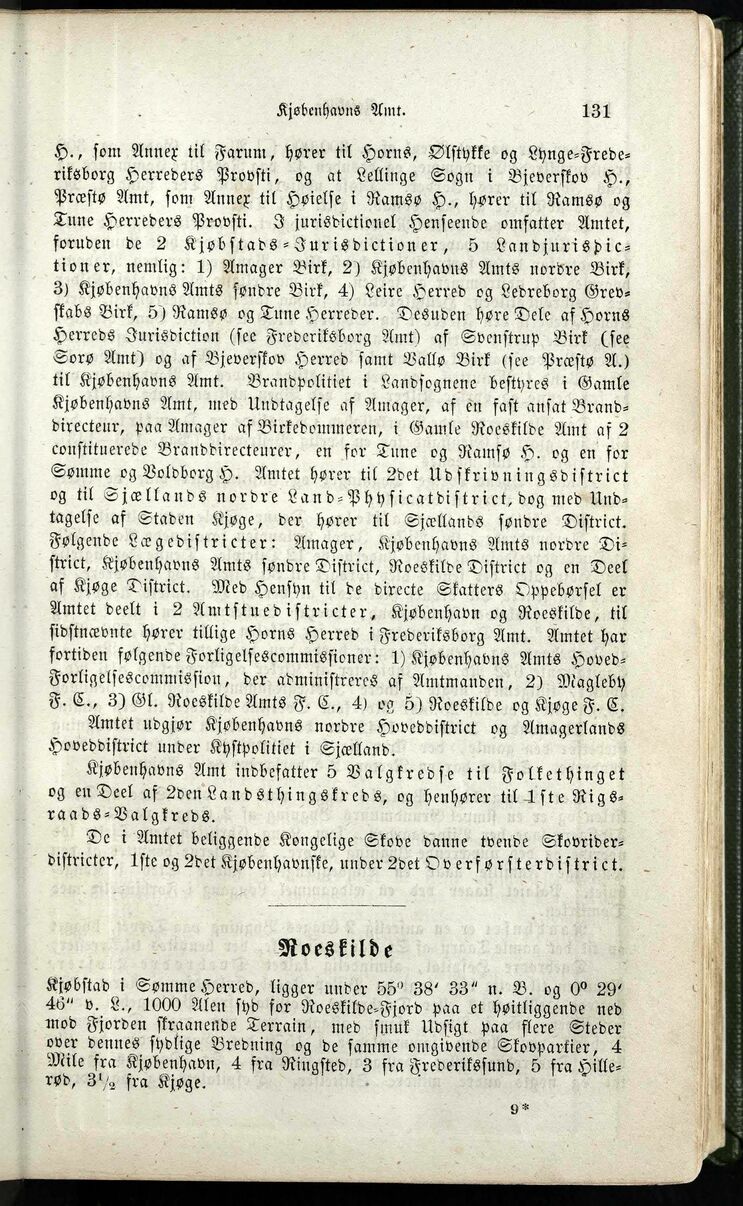 Kjøbenhavns Amt. 131
H., som Annex til Farum, hører til Horns, Ølstykke og Lynge-Frede-
riksborg Herreders Provsti, og at Lellinge Sogn i Bjeverskov H.,
Præstø Amt, som Annex til Høielse i Ramsø H., hører til Ramsø og
Tune Herreders Provsti. I jurisdictionel Henseende omfatter Amtet,
foruden de 2 Kjøbstads-Jurisdictioner, 5 Landjurisdic-
tioner, nemlig: 1) Amager Birk, 2) Kjøbenhavns Amts nordre Birk,
3) Kjøbenhavns Amts søndre Birk, 4) Leire Herred og Ledreborg Grev-
skabs Birk, 5) Ramsø og Tune Herreder. Desuden høre Dele af Horns
Herreds Jurisdiction (see Frederiksborg Amt) af Svenstrup Birk (see
Sorø Amt) og af Bjeverskov Herred samt Vallø Birk (see Præstø A.)
til Kjøbenhavns Amt. Brandpolitiet i Landsognene bestyres i Gamle
Kjøbenhavns Amt, med Undtagelse af Amager, af en fast ansat Brand-
directeur, paa Amager af Birkedommeren, i Gamle Roeskilde Amt af 2
constituerede Branddirecteurer, en for Tune og Ramsø H. og en for
Sømme og Voldborg H. Amtet hører til 2det Udskrivningsdistrict
og til Sjællands nordre Land-Physicatdistrict, dog med Und-
tagelse af Staden Kjøge, der hører til Sjællands søndre District.
Følgende Lægedistricter: Amager, Kjøbenhavns Amts nordre Di-
strict, Kjøbenhavns Amts søndre District, Roeskilde District og en Deel
af Kjøge District. Med Hensyn til de directe Skatters Oppebørsel er
Amtet deelt i 2 Amtstuedistricter, Kjøbenhavn og Roeskilde, til
sidstnævnte hører tillige Horns Herred i Frederiksborg Amt. Amtet har
fortiden følgende Forligelsescommissioner: 1) Kjøbenhavns Amts Hoved-
Forligelsescommission, der administreres af Amtmanden, 2) Magleby
F. C., 3) Gl. Roeskilde Amts F. C., 4) og 5) Roeskilde og Kjøge F. C.
Amtet udgjør Kjøbenhavns nordre Hoveddistrict og Amagerlands
Hoveddistrict under Kystpolitiet i Sjælland.
Kjøbenhavns Amt indbefatter 5 Valgkredse til Folkethinget
og en Deel af 2den Landsthingskreds, og henhører til 1ste Rigs-
raads-Valgkreds.
De i Amtet beliggende Kongelige Skove danne tvende Skovrider-
districter, 1ste og 2det Kjøbenhavnske, under 2det Overførsterdistrict.
Roeskilde
Kjøbstad i Sømme Herred, ligger under 55⁰ 38' 33" n. B. og 0⁰ 29'
46" v. L., 1000 Alen syd for Roeskilde-Fjord paa et høitliggende ned
mod Fjorden skraanende Terrain, med smuk Udsigt paa flere Steder
over dennes sydlige Bredning og de samme omgivende Skovpartier, 4
Mile fra Kjøbenhavn, 4 fra Ringsted, 3 fra Frederikssund, 5 fra Hille-
rød, 3½ fra Kjøge.
9*